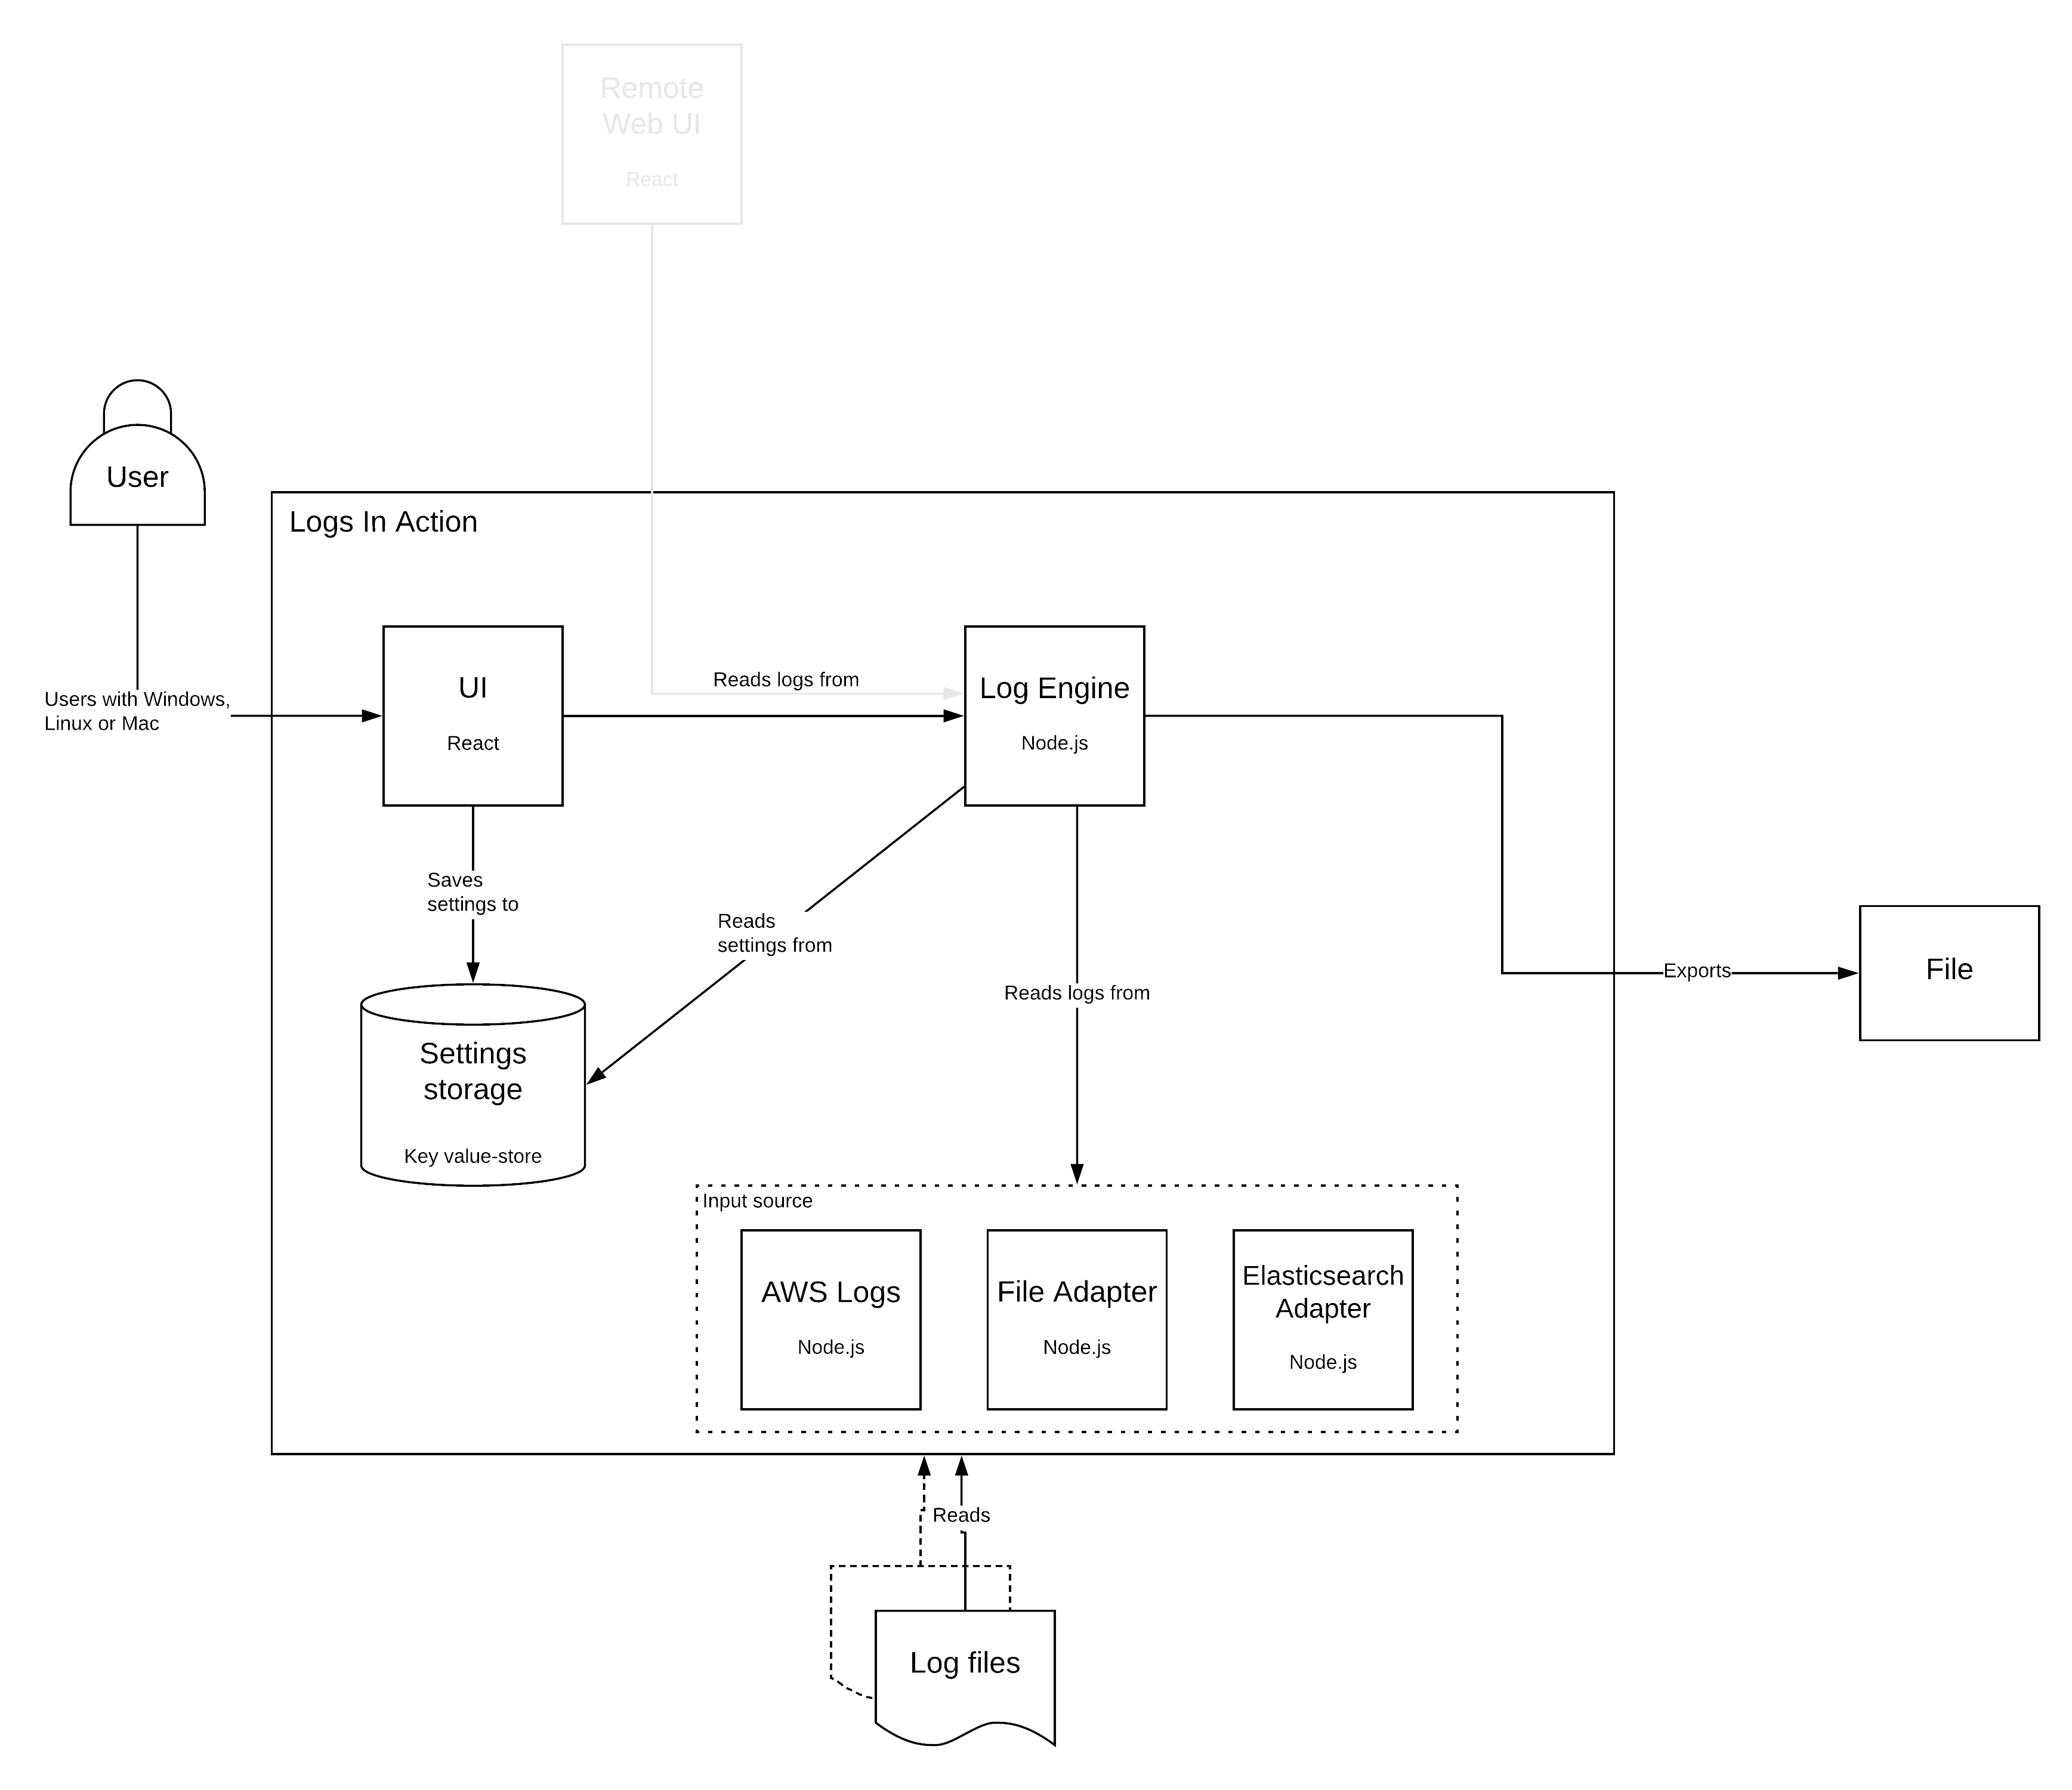 Remote
Web UI
React
User
Logs In Action
Users with Windows,
Linux or Mac
UI
React
Reads logs from
Log Engine
Node.js
Saves
settings to
Reads
settings from
Reads logs from
Exports
File
Settings
storage
Key value-store
Input source
AWS Logs
Node.js
File Adapter
Node.js
Elasticsearch
Adapter
Node.js
Reads
Log files